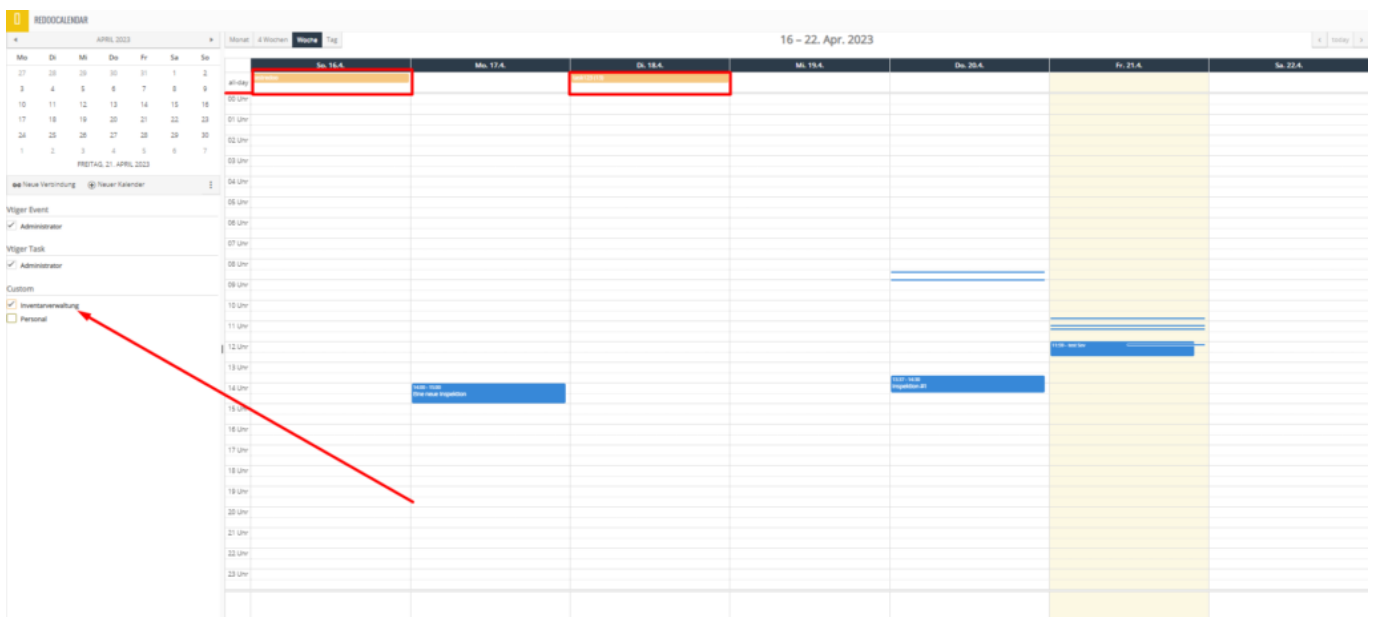 REDOOCALENDAR
APRIL 2023
Mo Di Mi Do Fr Sa So
27 28 29 30 31 1 2
3 4 5 6 7 8 9
10 11 12 13 14 15 16
17 18 19 20 21 22 23
24 25 26 27 28 29 30
1 2 3 4 5 6 7
FREITAG, 21. APRIL 2023
Neue Verbindung Neuer Kalender
Vtiger Event
Administrator
Vtiger Task
Administrator
Custom
Inventarverwaltung
Personal
Monat 4 Wochen Woche Tag
16 – 22. Apr. 2023
today
So. 16.4. Mo. 17.4. Di. 18.4. Mi. 19.4. Do. 20.4. Fr. 21.4. Sa. 22.4.
all-day
00 Uhr
01 Uhr
02 Uhr
03 Uhr
04 Uhr
05 Uhr
06 Uhr
07 Uhr
08 Uhr
09 Uhr
10 Uhr
11 Uhr
12 Uhr
13 Uhr
14 Uhr
15 Uhr
16 Uhr
17 Uhr
18 Uhr
19 Uhr
20 Uhr
21 Uhr
22 Uhr
23 Uhr
14:00 - 15:00
Eine neue Inspektion
13:37 - 14:30
Inspektion 01